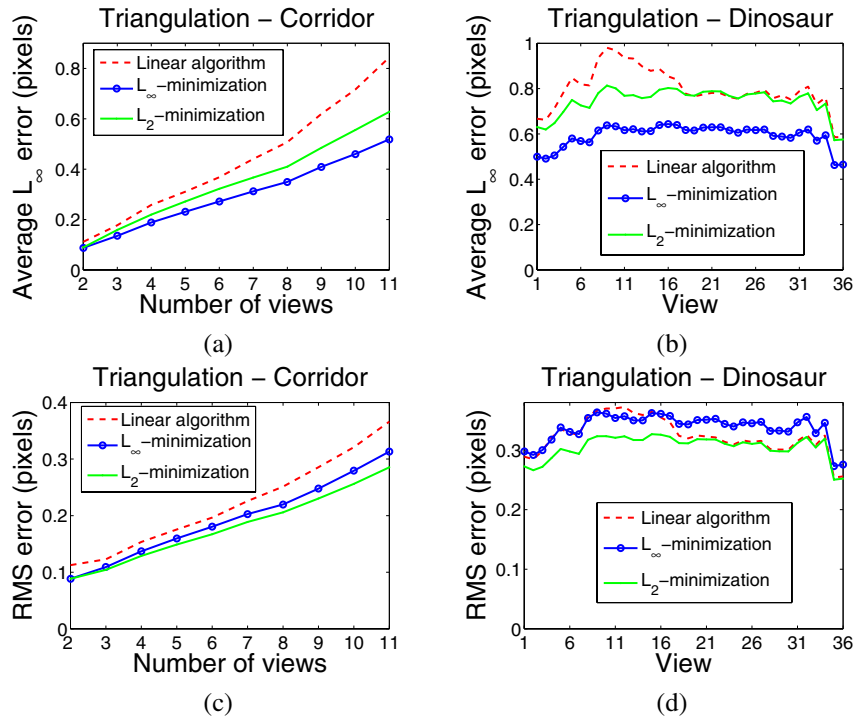 Triangulation − Corridor
Average L∞ error (pixels)
0.8
0.6
0.4
0.2
0
Linear algorithm
L∞−minimization
L2−minimization
2 3 4 5 6 7 8 9 10 11
Number of views
(a)
Triangulation − Dinosaur
Average L∞ error (pixels)
1
0.8
0.6
0.4
0.2
0
Linear algorithm
L∞−minimization
L2−minimization
1 6 11 16 21 26 31 36
View
(b)
Triangulation − Corridor
RMS error (pixels)
0.4
0.3
0.2
0.1
0
Linear algorithm
L∞−minimization
L2−minimization
2 3 4 5 6 7 8 9 10 11
Number of views
(c)
Triangulation − Dinosaur
RMS error (pixels)
0.3
0.2
0.1
0
Linear algorithm
L∞−minimization
L2−minimization
1 6 11 16 21 26 31 36
View
(d)